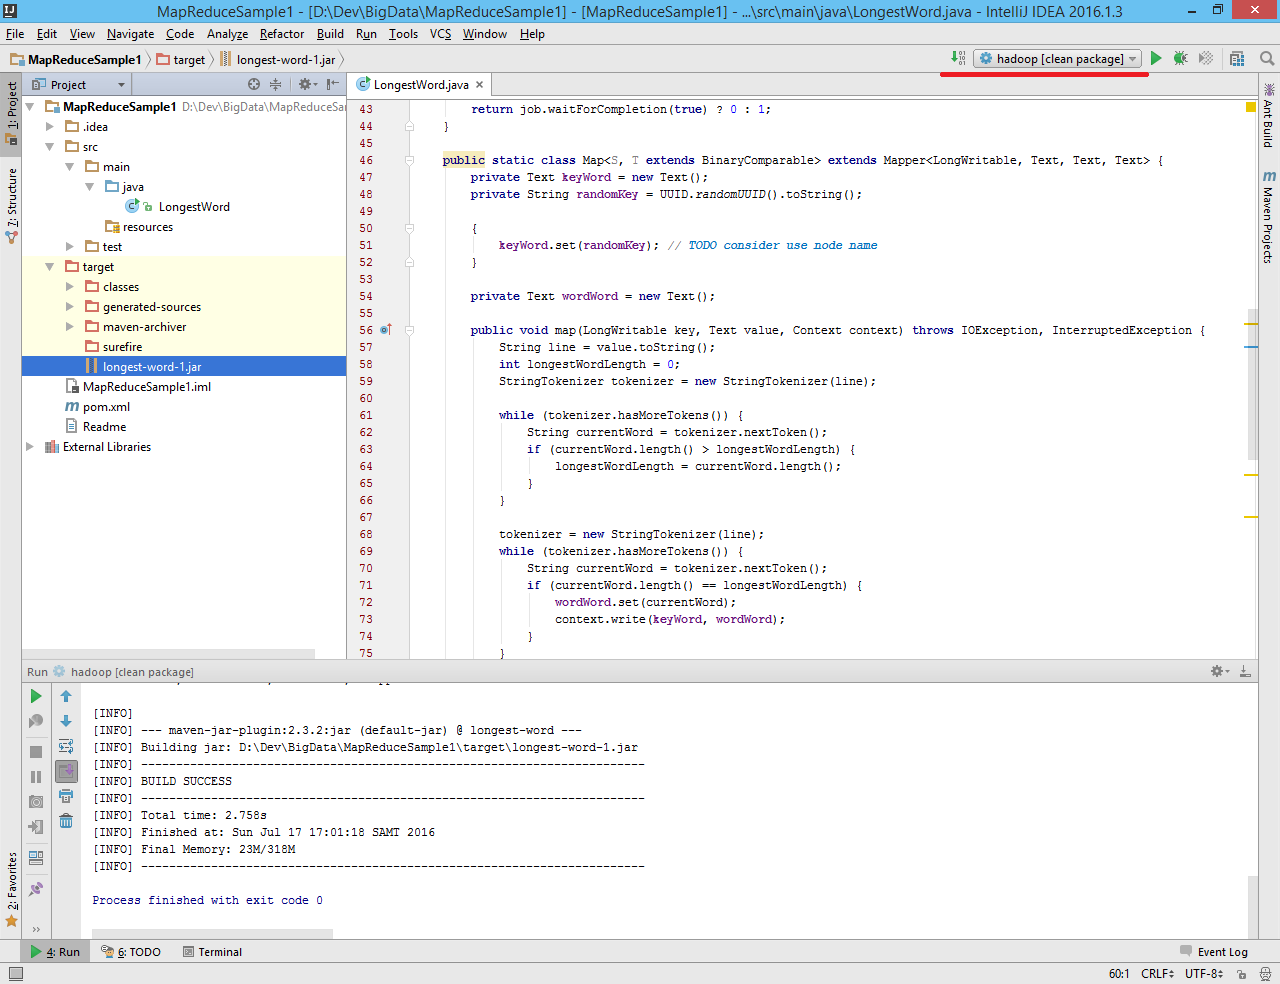 MapReduceSample1 - [D:\Dev\BigData\MapReduceSample1] - [MapReduceSample1] - ...\src\main\java\LongestWord.java - IntelliJ IDEA 2016.1.3
File Edit View Navigate Code Analyze Refactor Build Run Tools VCS Window Help
MapReduceSample1 target longest-word-1.jar hadoop [clean package]
1: Project
7: Structure
2: Favorites
Project
MapReduceSample1 D:\Dev\BigData\MapReduceSa
.idea
src
main
java
LongestWord
resources
test
target
classes
generated-sources
maven-archiver
surefire
longest-word-1.jar
MapReduceSample1.iml
pom.xml
Readme
External Libraries
LongestWord.java
43 return job.waitForCompletion(true) ? 0 : 1;
44 }
45
46 public static class Map<S, T extends BinaryComparable> extends Mapper<LongWritable, Text, Text, Text> {
47 private Text keyWord = new Text();
48 private String randomKey = UUID.randomUUID().toString();
49
50 {
51 keyWord.set(randomKey); // TODO consider use node name
52 }
53
54 private Text wordWord = new Text();
55
56 public void map(LongWritable key, Text value, Context context) throws IOException, InterruptedException {
57 String line = value.toString();
58 int longestWordLength = 0;
59 StringTokenizer tokenizer = new StringTokenizer(line);
60
61 while (tokenizer.hasMoreTokens()) {
62 String currentWord = tokenizer.nextToken();
63 if (currentWord.length() > longestWordLength) {
64 longestWordLength = currentWord.length();
65 }
66 }
67
68 tokenizer = new StringTokenizer(line);
69 while (tokenizer.hasMoreTokens()) {
70 String currentWord = tokenizer.nextToken();
71 if (currentWord.length() == longestWordLength) {
72 wordWord.set(currentWord);
73 context.write(keyWord, wordWord);
74 }
75 }
Ant Build
Maven Projects
Run hadoop [clean package]
[INFO]
[INFO] --- maven-jar-plugin:2.3.2:jar (default-jar) @ longest-word ---
[INFO] Building jar: D:\Dev\BigData\MapReduceSample1\target\longest-word-1.jar
[INFO] ------------------------------------------------------------------------
[INFO] BUILD SUCCESS
[INFO] ------------------------------------------------------------------------
[INFO] Total time: 2.758s
[INFO] Finished at: Sun Jul 17 17:01:18 SAMT 2016
[INFO] Final Memory: 23M/318M
[INFO] ------------------------------------------------------------------------
Process finished with exit code 0
4: Run 6: TODO Terminal Event Log
60:1 CRLF UTF-8